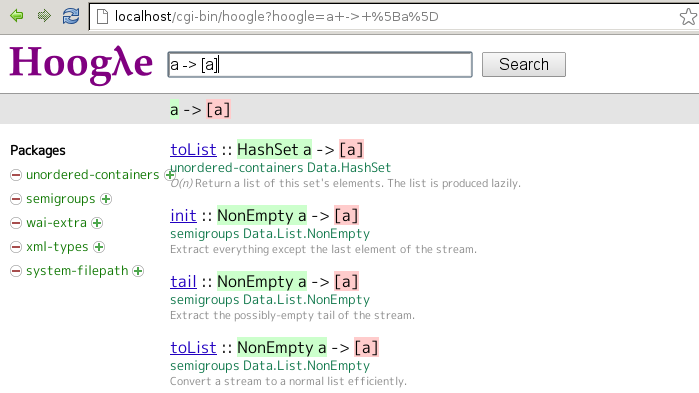 localhost/cgi-bin/hoogle?hoogle=a+->+%5Ba%5D
Hoogλe
a -> [a]
Search
a -> [a]
Packages
unordered-containers
semigroups
wai-extra
xml-types
system-filepath
toList :: HashSet a -> [a]
unordered-containers Data.HashSet
O(n) Return a list of this set's elements. The list is produced lazily.
init :: NonEmpty a -> [a]
semigroups Data.List.NonEmpty
Extract everything except the last element of the stream.
tail :: NonEmpty a -> [a]
semigroups Data.List.NonEmpty
Extract the possibly-empty tail of the stream.
toList :: NonEmpty a -> [a]
semigroups Data.List.NonEmpty
Convert a stream to a normal list efficiently.